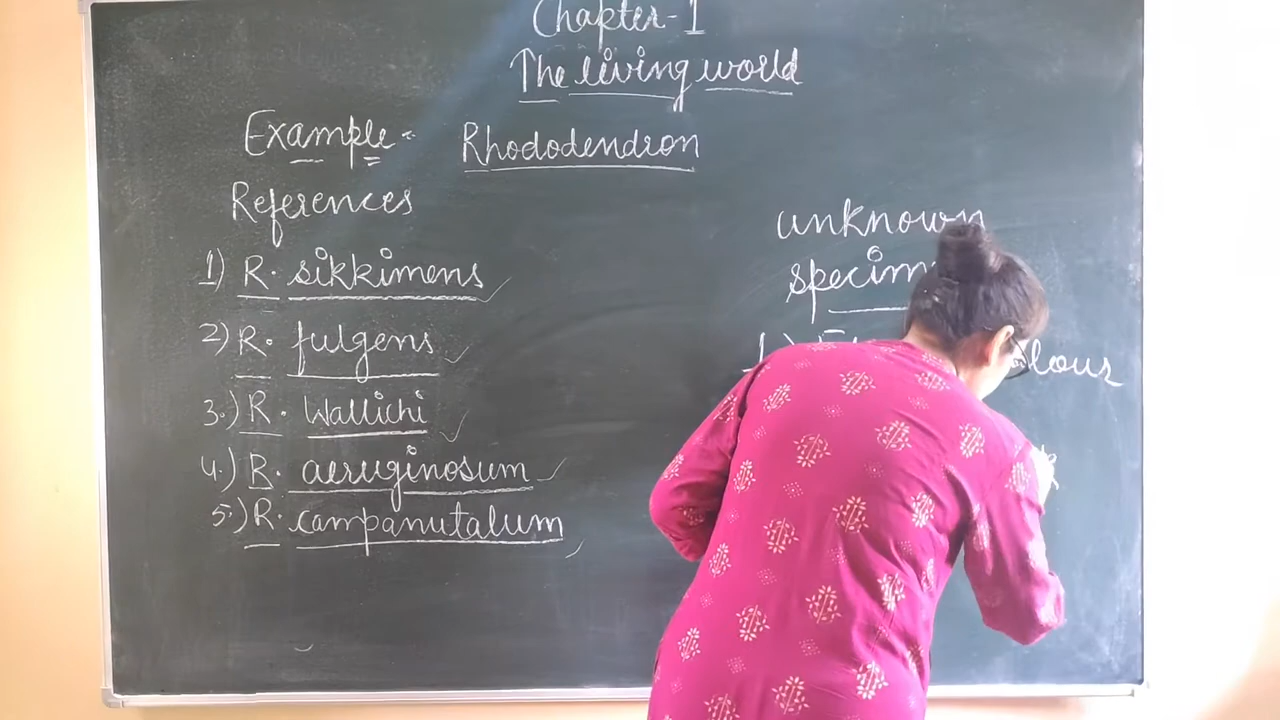 Chapter-1
The living world
Example - Rhododendron
References
1) R. sikkimens
2) R. fulgens
3.) R. Wallichi
4.) R. aeruginosum
5.) R. campanutalum
unknown